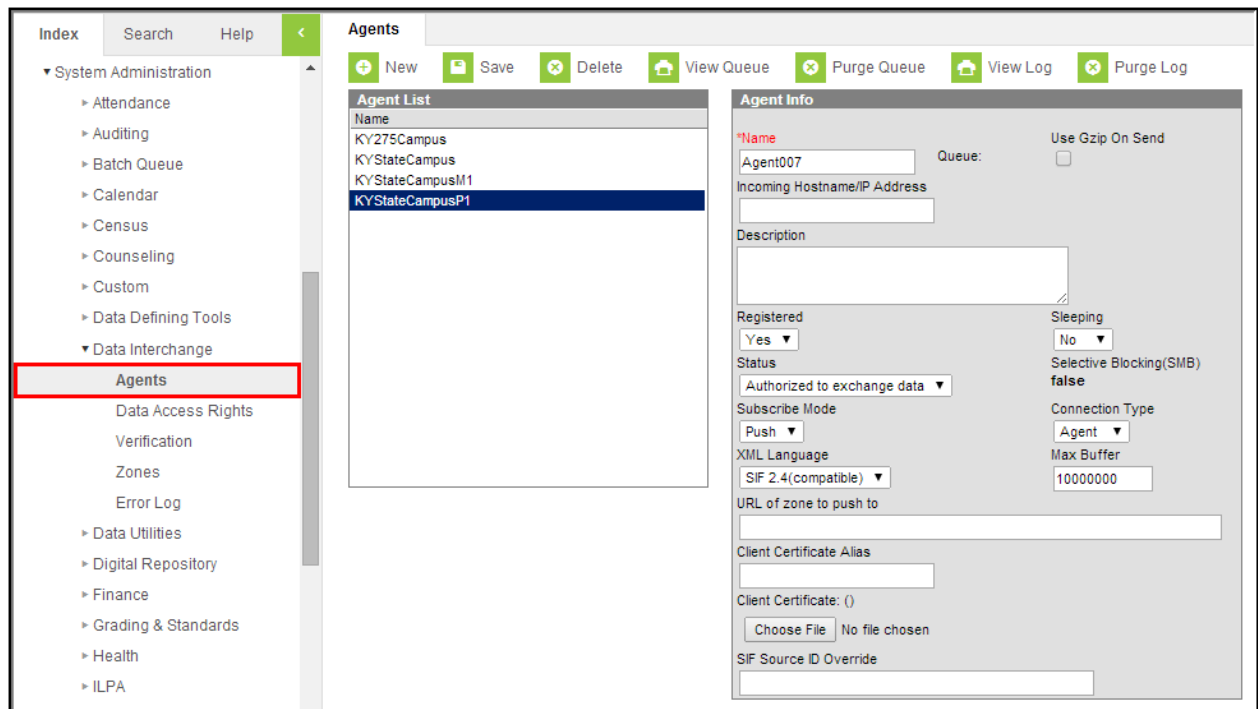 Index Search Help <
System Administration
Attendance
Auditing
Batch Queue
Calendar
Census
Counseling
Custom
Data Defining Tools
Data Interchange
Agents
Data Access Rights
Verification
Zones
Error Log
Data Utilities
Digital Repository
Finance
Grading & Standards
Health
ILPA
Agents
New Save Delete View Queue Purge Queue View Log Purge Log
Agent List
Name
KY275Campus
KYStateCampus
KYStateCampusM1
KYStateCampusP1
Agent Info
*Name Use Gzip On Send
Agent007 Queue:
Incoming Hostname/IP Address
Description
Registered Sleeping
Yes No
Status Selective Blocking(SMB)
Authorized to exchange data false
Subscribe Mode Connection Type
Push Agent
XML Language Max Buffer
SIF 2.4(compatible) 10000000
URL of zone to push to
Client Certificate Alias
Client Certificate: ()
Choose File No file chosen
SIF Source ID Override